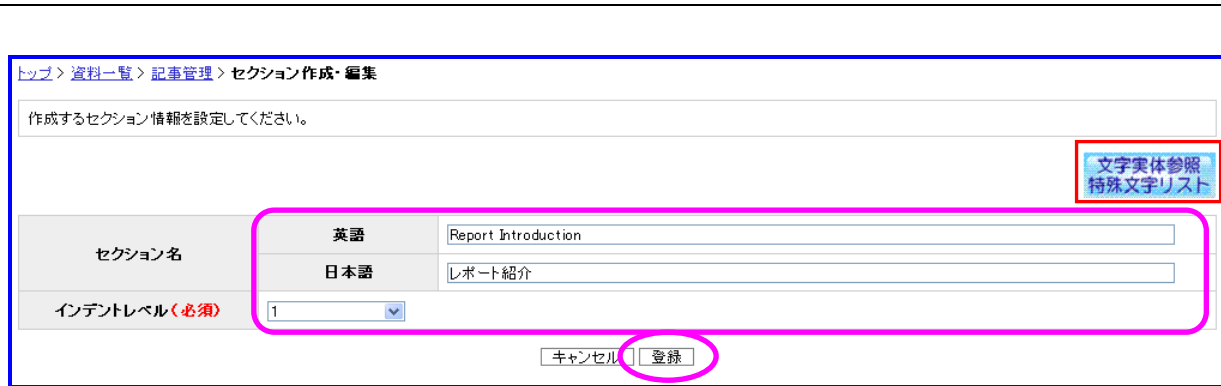 トップ > 資料一覧 > 記事管理 > セクション作成・編集
作成するセクション情報を設定してください。
文字実体参照
特殊文字リスト
セクション名
英語
Report Introduction
日本語
レポート紹介
インデントレベル(必須)
1
キャンセル 登録